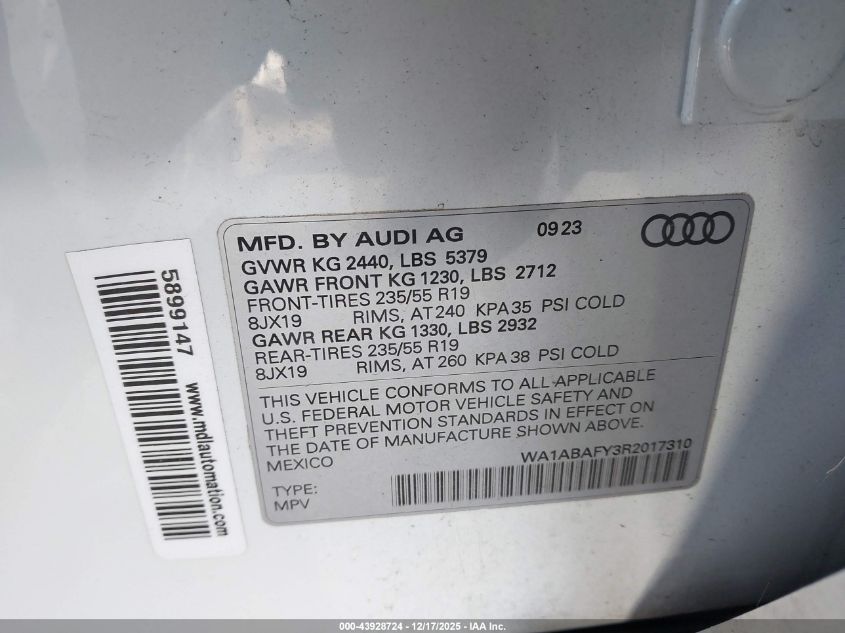 MFD. BY AUDI AG 09 23
GVWR KG 2440, LBS 5379
GAWR FRONT KG 1230, LBS 2712
FRONT-TIRES 235/55 R19
8JX19 RIMS, AT 240 KPA 35 PSI COLD
GAWR REAR KG 1330, LBS 2932
REAR-TIRES 235/55 R19
8JX19 RIMS, AT 260 KPA 38 PSI COLD
THIS VEHICLE CONFORMS TO ALL APPLICABLE
U.S. FEDERAL MOTOR VEHICLE SAFETY AND
THEFT PREVENTION STANDARDS IN EFFECT ON
THE DATE OF MANUFACTURE SHOWN ABOVE.
MEXICO
WA1ABAFY3R2017310
TYPE:
MPV
5899147
www.mdlautomation.com
000-43928724 – 12/17/2025 – IAA Inc.